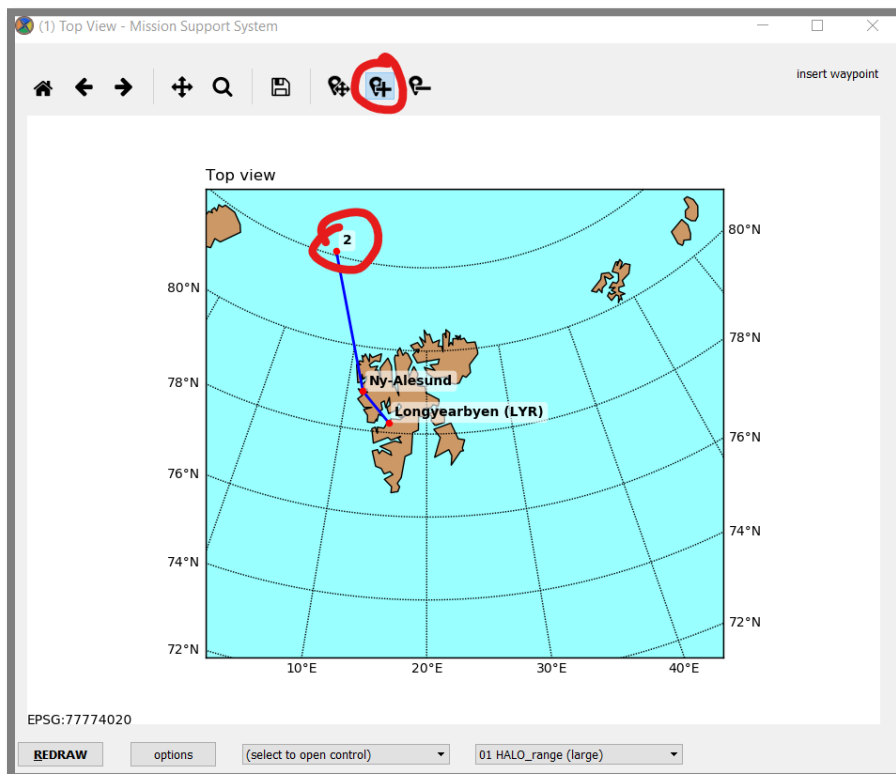 (1) Top View - Mission Support System
insert waypoint
Top view
2
80°N
80°N
78°N
Ny-Alesund
78°N
Longyearbyen (LYR)
76°N
76°N
74°N
74°N
72°N
72°N
10°E 20°E 30°E 40°E
EPSG:77774020
REDRAW options (select to open control) 01 HALO_range (large)